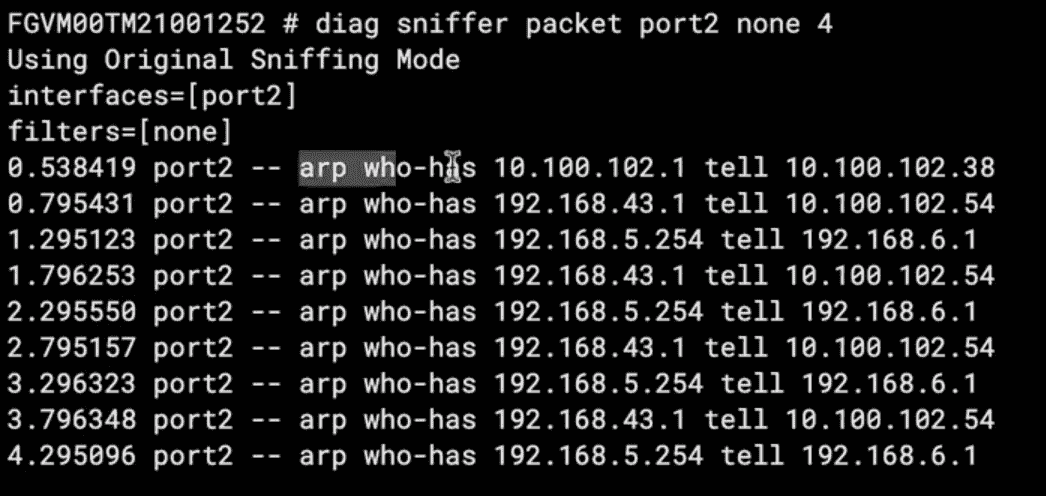 FGVM00TM21001252 # diag sniffer packet port2 none 4
Using Original Sniffing Mode
interfaces=[port2]
filters=[none]
0.538419 port2 -- arp who-has 10.100.102.1 tell 10.100.102.38
0.795431 port2 -- arp who-has 192.168.43.1 tell 10.100.102.54
1.295123 port2 -- arp who-has 192.168.5.254 tell 192.168.6.1
1.796253 port2 -- arp who-has 192.168.43.1 tell 10.100.102.54
2.295550 port2 -- arp who-has 192.168.5.254 tell 192.168.6.1
2.795157 port2 -- arp who-has 192.168.43.1 tell 10.100.102.54
3.296323 port2 -- arp who-has 192.168.5.254 tell 192.168.6.1
3.796348 port2 -- arp who-has 192.168.43.1 tell 10.100.102.54
4.295096 port2 -- arp who-has 192.168.5.254 tell 192.168.6.1